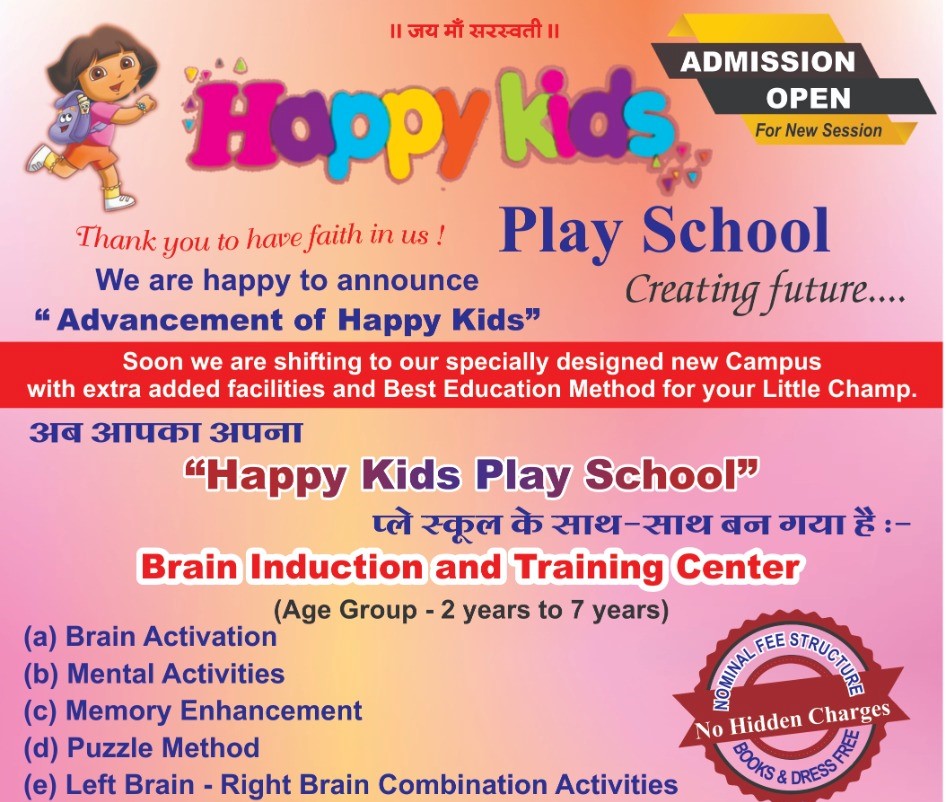 ॥ जय माँ सरस्वती ॥
Happy kids
ADMISSION
OPEN
For New Session
Play School
Creating future....
Thank you to have faith in us !
We are happy to announce
“ Advancement of Happy Kids”
Soon we are shifting to our specially designed new Campus
with extra added facilities and Best Education Method for your Little Champ.
अब आपका अपना
“Happy Kids Play School”
प्ले स्कूल के साथ-साथ बन गया है :-
Brain Induction and Training Center
(Age Group - 2 years to 7 years)
(a) Brain Activation
(b) Mental Activities
(c) Memory Enhancement
(d) Puzzle Method
(e) Left Brain - Right Brain Combination Activities
NOMINAL FEE STRUCTURE
No Hidden Charges
BOOKS & DRESS FREE